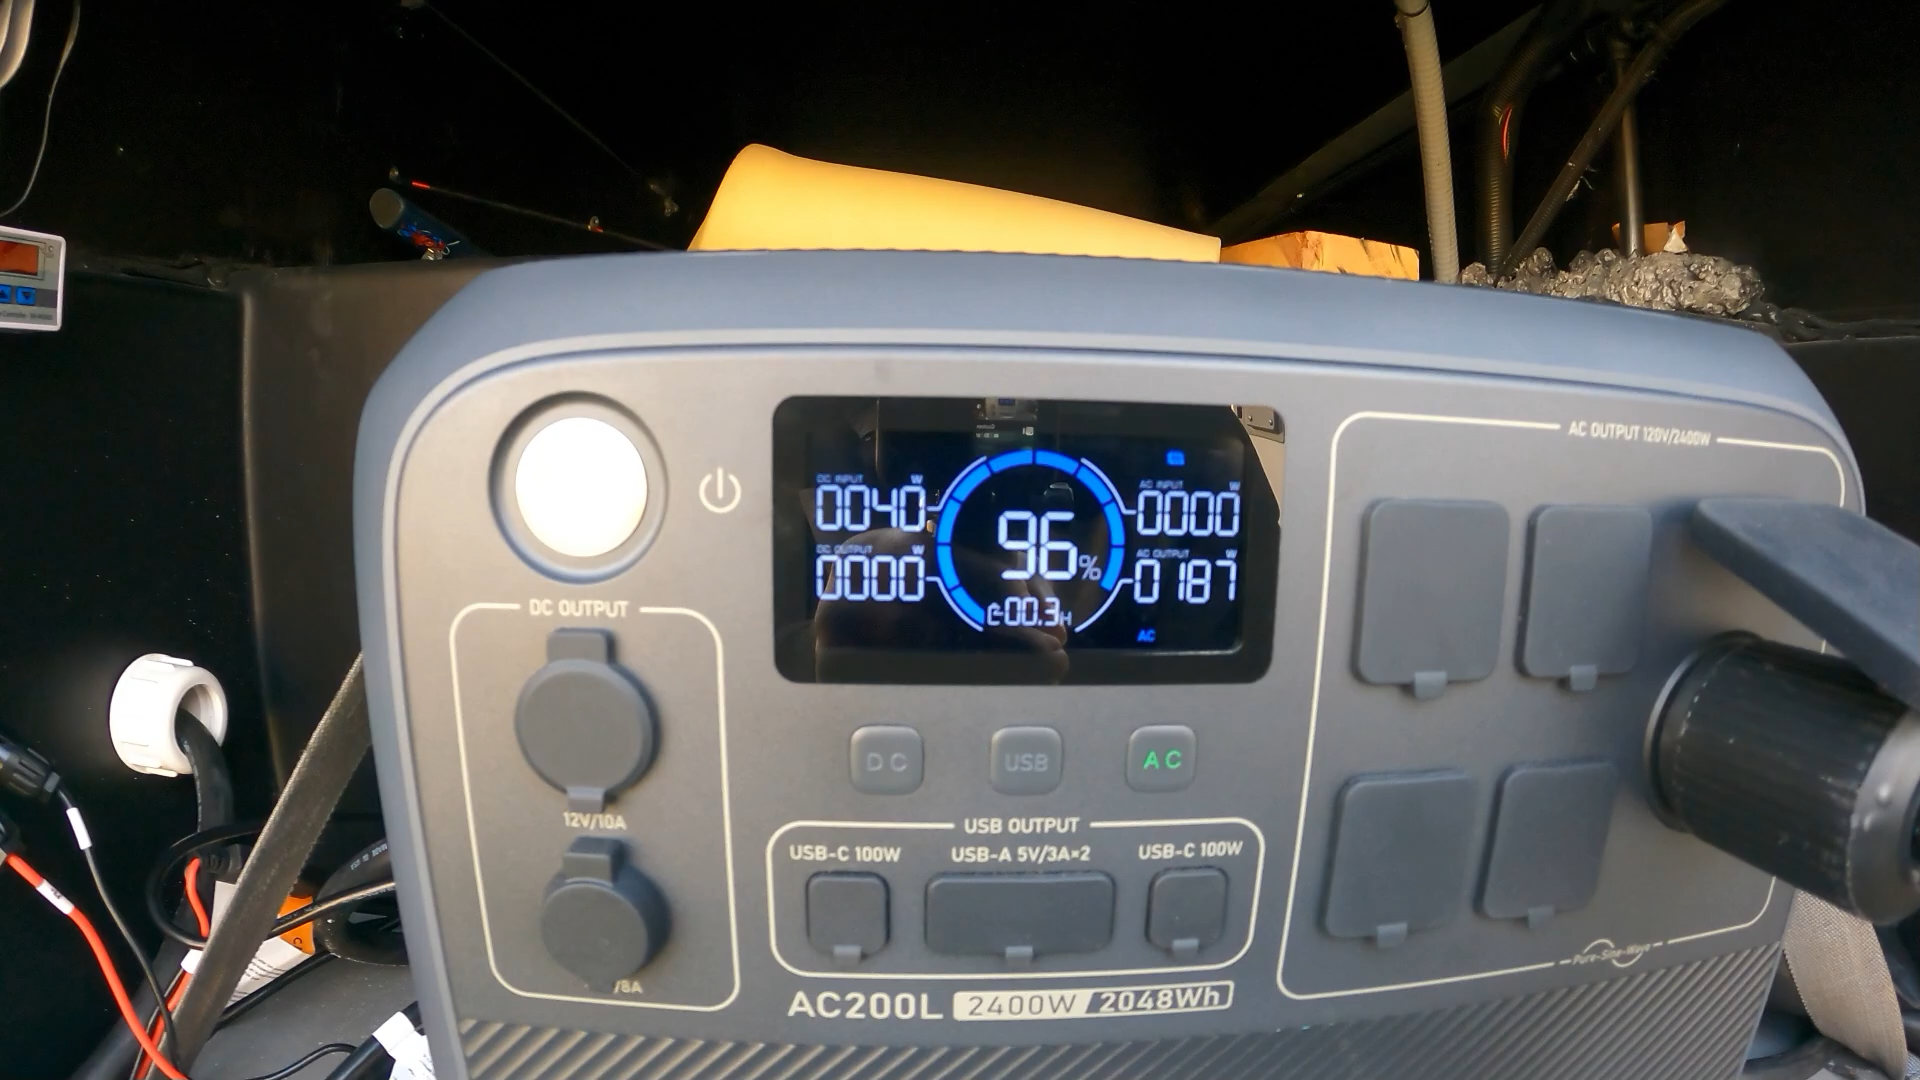 DC INPUT W
0040
DC OUTPUT W
0000
96%
00.3H
AC INPUT W
0000
AC OUTPUT W
0187
AC
AC OUTPUT 120V/2400W
DC OUTPUT
12V/10A
/8A
DC
USB
AC
USB OUTPUT
USB-C 100W
USB-A 5V/3A×2
USB-C 100W
Pure-Sine-Wave
AC200L 2400W/2048Wh